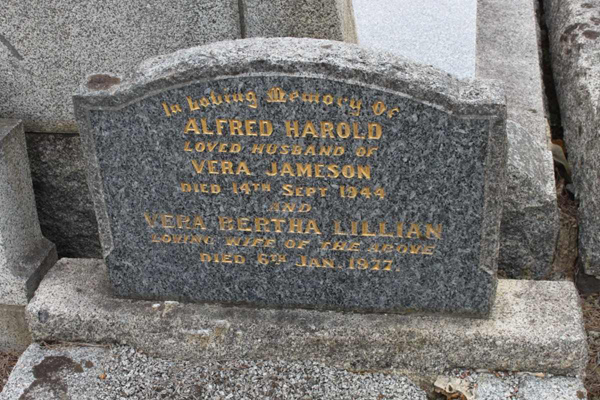 In Loving Memory Of
ALFRED HAROLD
LOVED HUSBAND OF
VERA JAMESON
DIED 14TH SEPT 1944
AND
VERA BERTHA LILLIAN
LOVING WIFE OF THE ABOVE
DIED 6TH JAN. 1977.